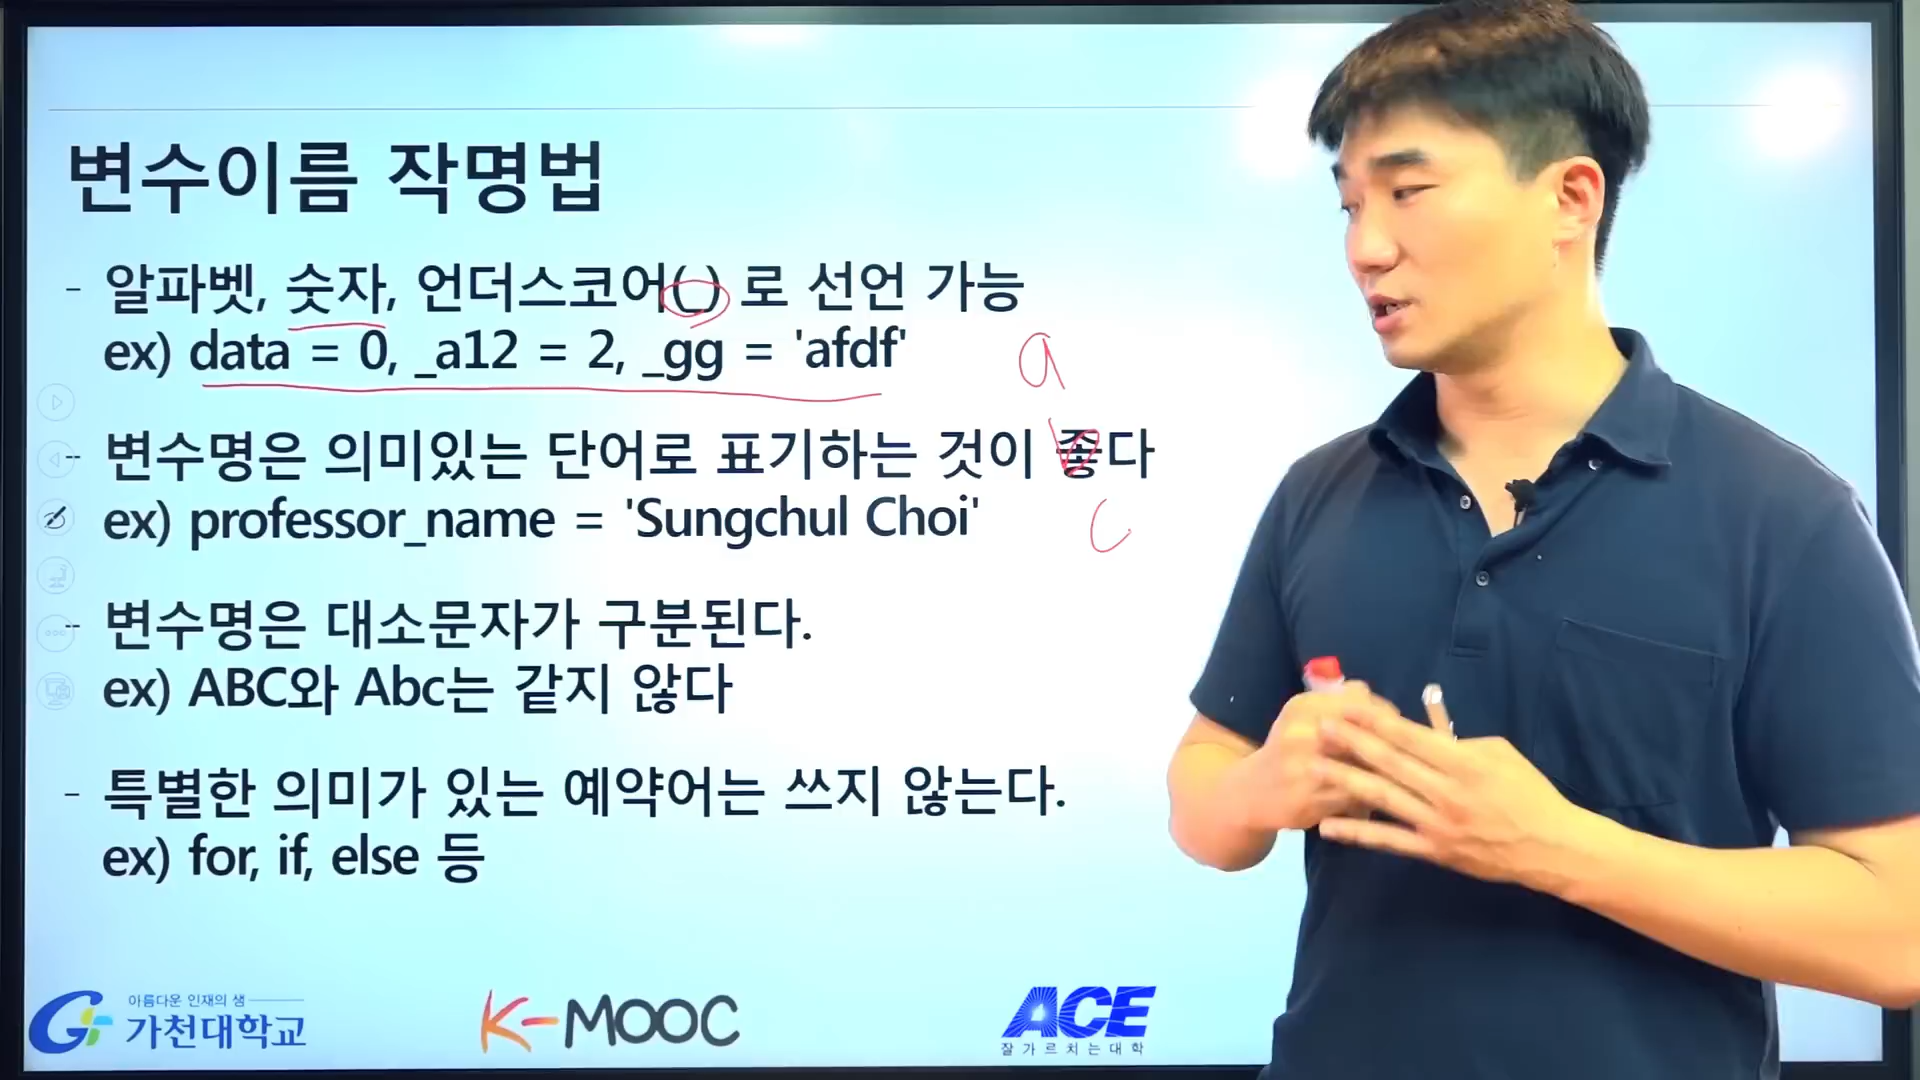 변수이름 작명법
- 알파벳, 숫자, 언더스코어(_) 로 선언 가능
ex) data = 0, _a12 = 2, _gg = 'afdf'
a
- 변수명은 의미있는 단어로 표기하는 것이 좋다
b
ex) professor_name = 'Sungchul Choi'
c
- 변수명은 대소문자가 구분된다.
ex) ABC와 Abc는 같지 않다
- 특별한 의미가 있는 예약어는 쓰지 않는다.
ex) for, if, else 등
아름다운 인재의 샘
가천대학교
K-MOOC
ACE
잘 가르치는 대학